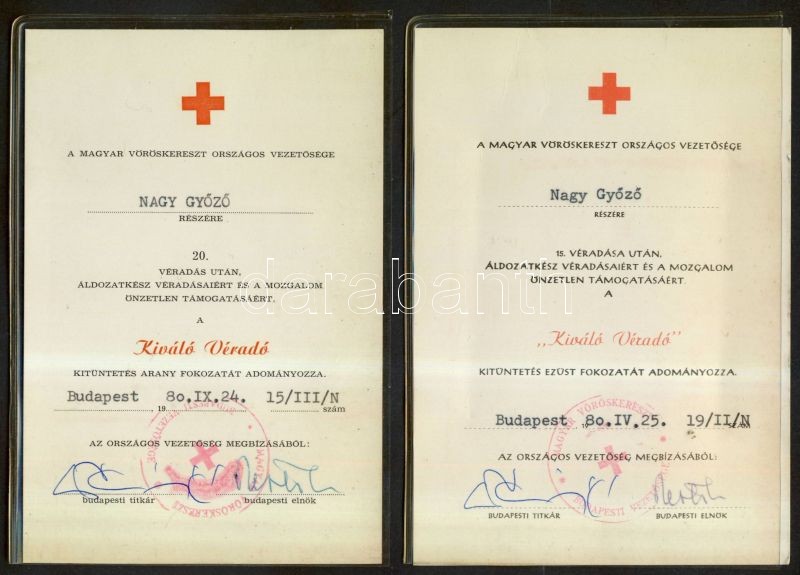 A MAGYAR VÖRÖSKERESZT ORSZÁGOS VEZETŐSÉGE
NAGY GYŐZŐ
RÉSZÉRE
20.
VÉRADÁS UTÁN,
ÁLDOZATKÉSZ VÉRADÁSAIÉRT ÉS A MOZGALOM
ÖNZETLEN TÁMOGATÁSÁÉRT,
A
Kiváló Véradó
KITÜNTETÉS ARANY FOKOZATÁT ADOMÁNYOZZA.
Budapest 80.IX.24. 15/III/N
19 szám
AZ ORSZÁGOS VEZETŐSÉG MEGBÍZÁSÁBÓL:
budapesti titkár budapesti elnök
A MAGYAR VÖRÖSKERESZT ORSZÁGOS VEZETŐSÉGE
Nagy Győző
RÉSZÉRE
15. VÉRADÁSA UTÁN,
ÁLDOZATKÉSZ VÉRADÁSAIÉRT ÉS A MOZGALOM
ÖNZETLEN TÁMOGATÁSÁÉRT
A
„Kiváló Véradó"
KITÜNTETÉS EZÜST FOKOZATÁT ADOMÁNYOZZA.
Budapest 80.IV.25. 19/II/N
SZÁM
AZ ORSZÁGOS VEZETŐSÉG MEGBÍZÁSÁBÓL:
BUDAPESTI TITKÁR BUDAPESTI ELNÖK
darabanth